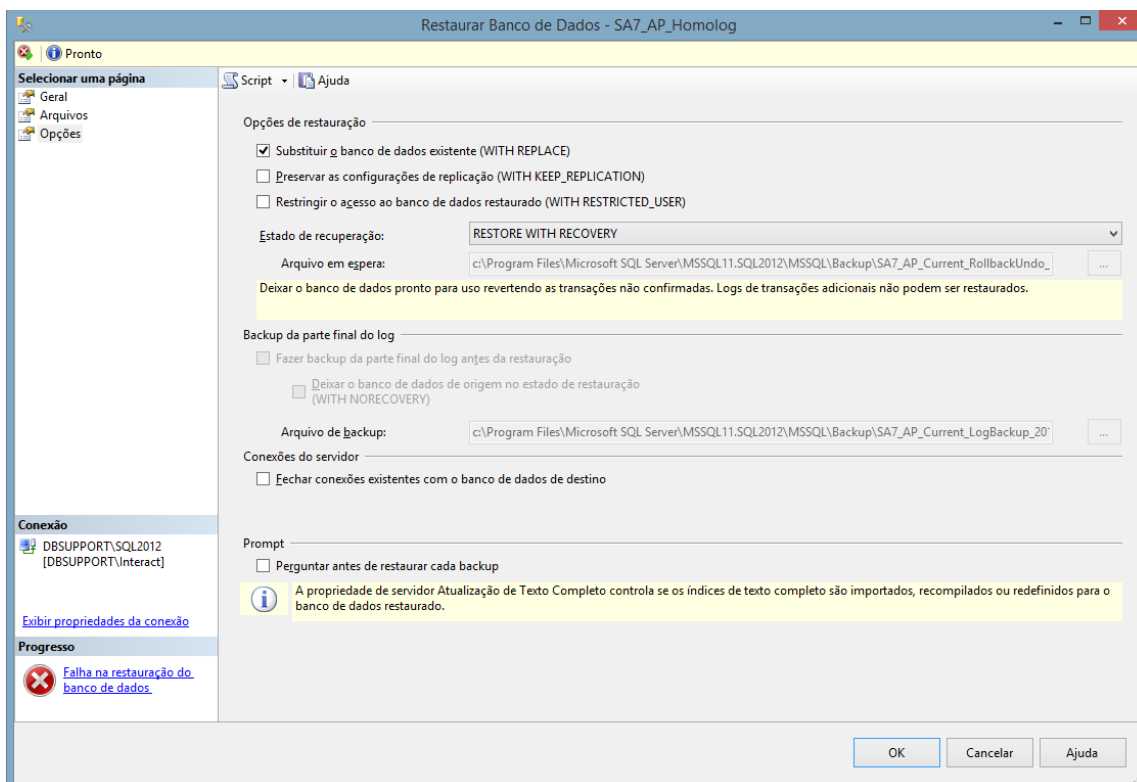 Restaurar Banco de Dados - SA7_AP_Homolog
Pronto
Selecionar uma página
Geral
Arquivos
Opções
Script
Ajuda
Opções de restauração
Substituir o banco de dados existente (WITH REPLACE)
Preservar as configurações de replicação (WITH KEEP_REPLICATION)
Restringir o acesso ao banco de dados restaurado (WITH RESTRICTED_USER)
Estado de recuperação:
RESTORE WITH RECOVERY
Arquivo em espera:
c:\Program Files\Microsoft SQL Server\MSSQL11.SQL2012\MSSQL\Backup\SA7_AP_Current_RollbackUndo_
...
Deixar o banco de dados pronto para uso revertendo as transações não confirmadas. Logs de transações adicionais não podem ser restaurados.
Backup da parte final do log
Fazer backup da parte final do log antes da restauração
Deixar o banco de dados de origem no estado de restauração
(WITH NORECOVERY)
Arquivo de backup:
c:\Program Files\Microsoft SQL Server\MSSQL11.SQL2012\MSSQL\Backup\SA7_AP_Current_LogBackup_20
...
Conexões do servidor
Fechar conexões existentes com o banco de dados de destino
Prompt
Perguntar antes de restaurar cada backup
A propriedade de servidor Atualização de Texto Completo controla se os índices de texto completo são importados, recompilados ou redefinidos para o
banco de dados restaurado.
Conexão
DBSUPPORT\SQL2012
[DBSUPPORT\Interact]
Exibir propriedades da conexão
Progresso
Falha na restauração do
banco de dados.
OK
Cancelar
Ajuda